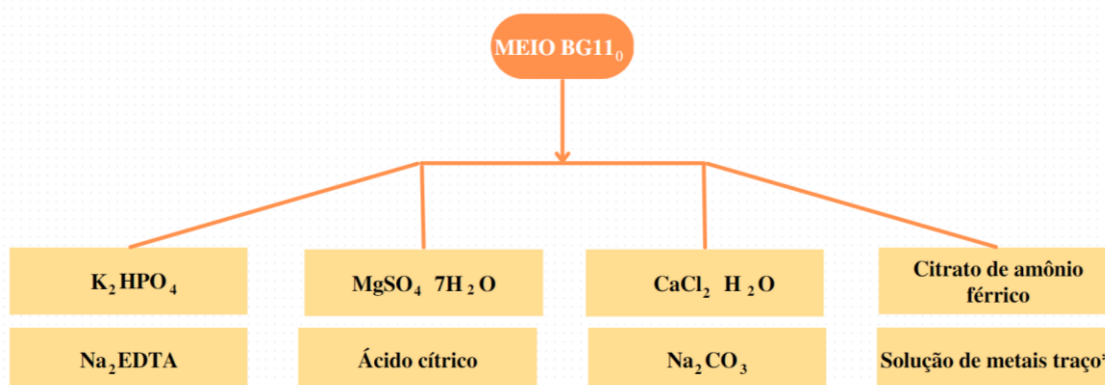 MEIO BG11₀
K₂HPO₄
MgSO₄ 7H₂O
CaCl₂ H₂O
Citrato de amônio
férrico
Na₂EDTA
Ácido cítrico
Na₂CO₃
Solução de metais traço*